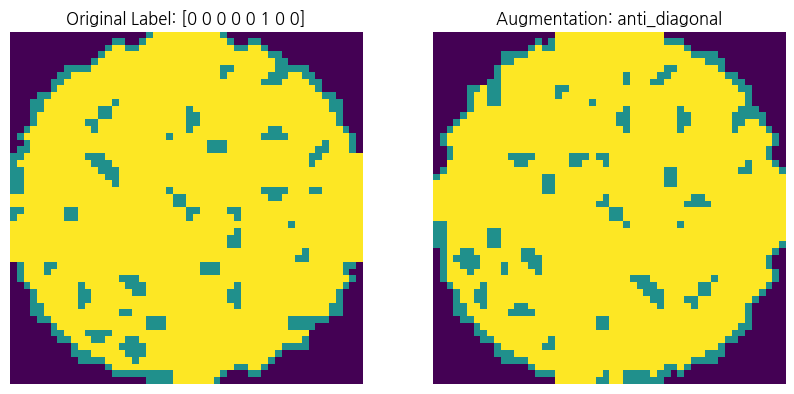 Original Label: [0 0 0 0 0 1 0 0]
Augmentation: anti_diagonal